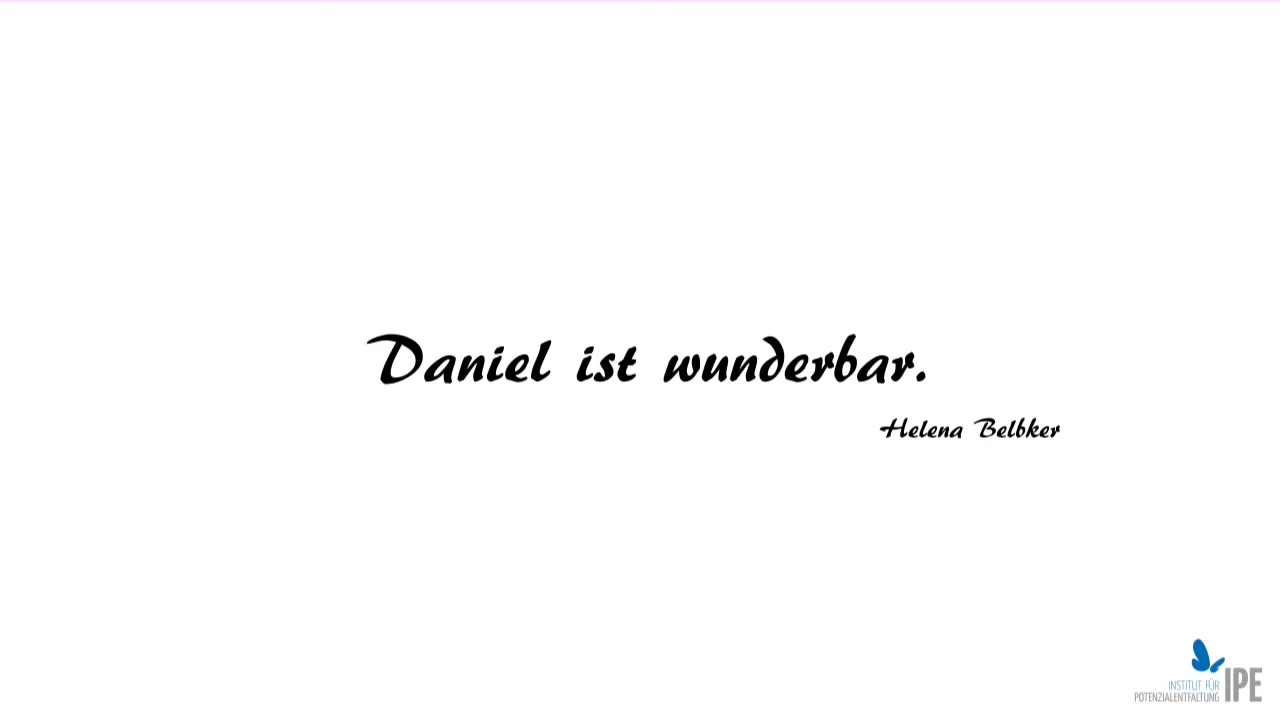 Daniel ist wunderbar.
Helena Belbker
INSTITUT FÜR
POTENZIALENTFALTUNG
IPE